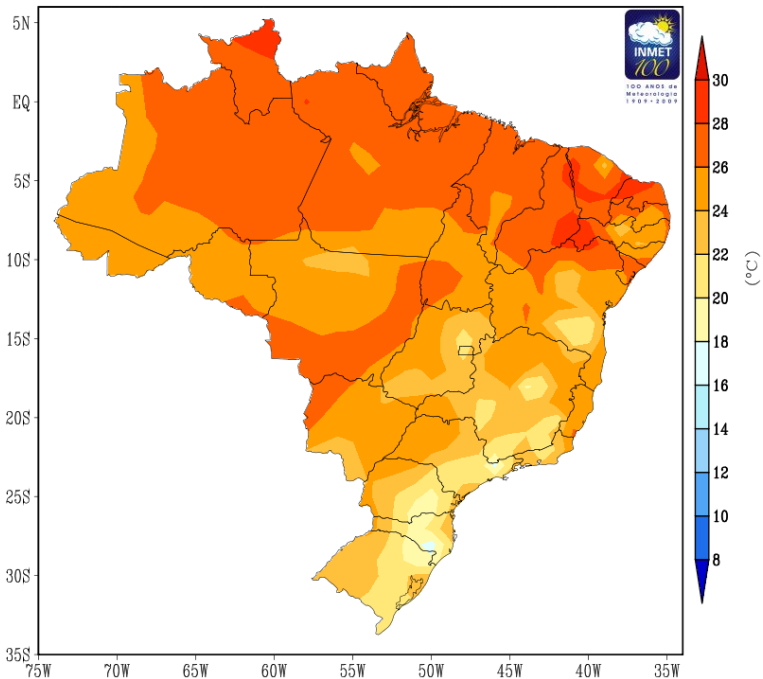 5N
EQ
5S
10S
15S
20S
25S
30S
35S
75W 70W 65W 60W 55W 50W 45W 40W 35W
INMET
100
100 ANOS de
Meteorologia
1909-2009
30
28
26
24
22
20
18
16
14
12
10
8
(°C)